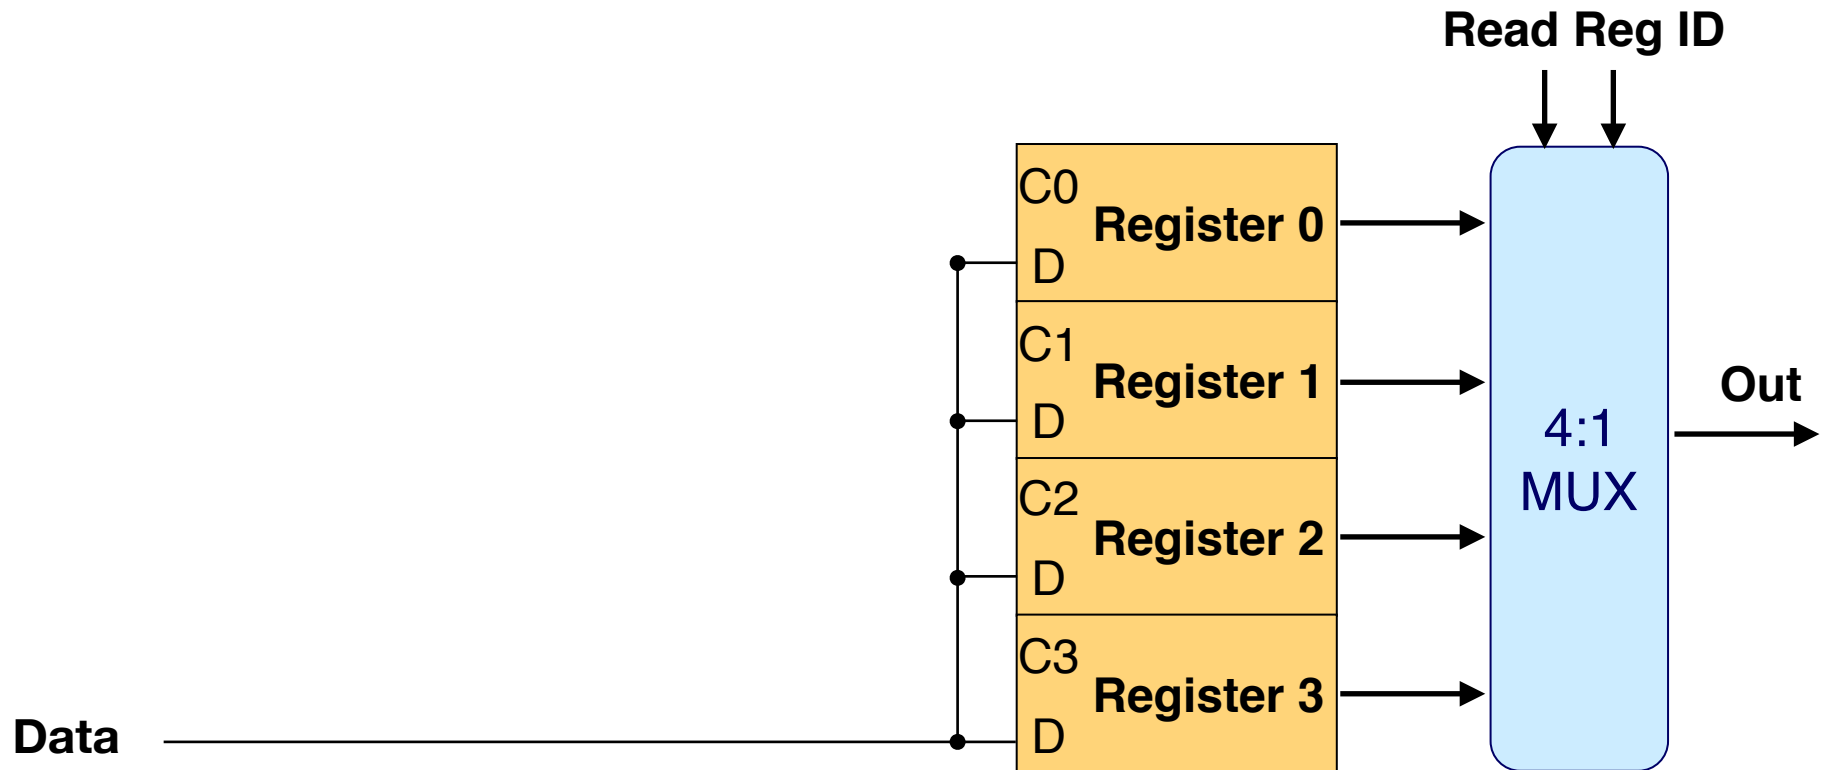 Read Reg ID
C0
Register 0
D
C1
Register 1
D
C2
Register 2
D
C3
Register 3
D
Data
4:1
MUX
Out